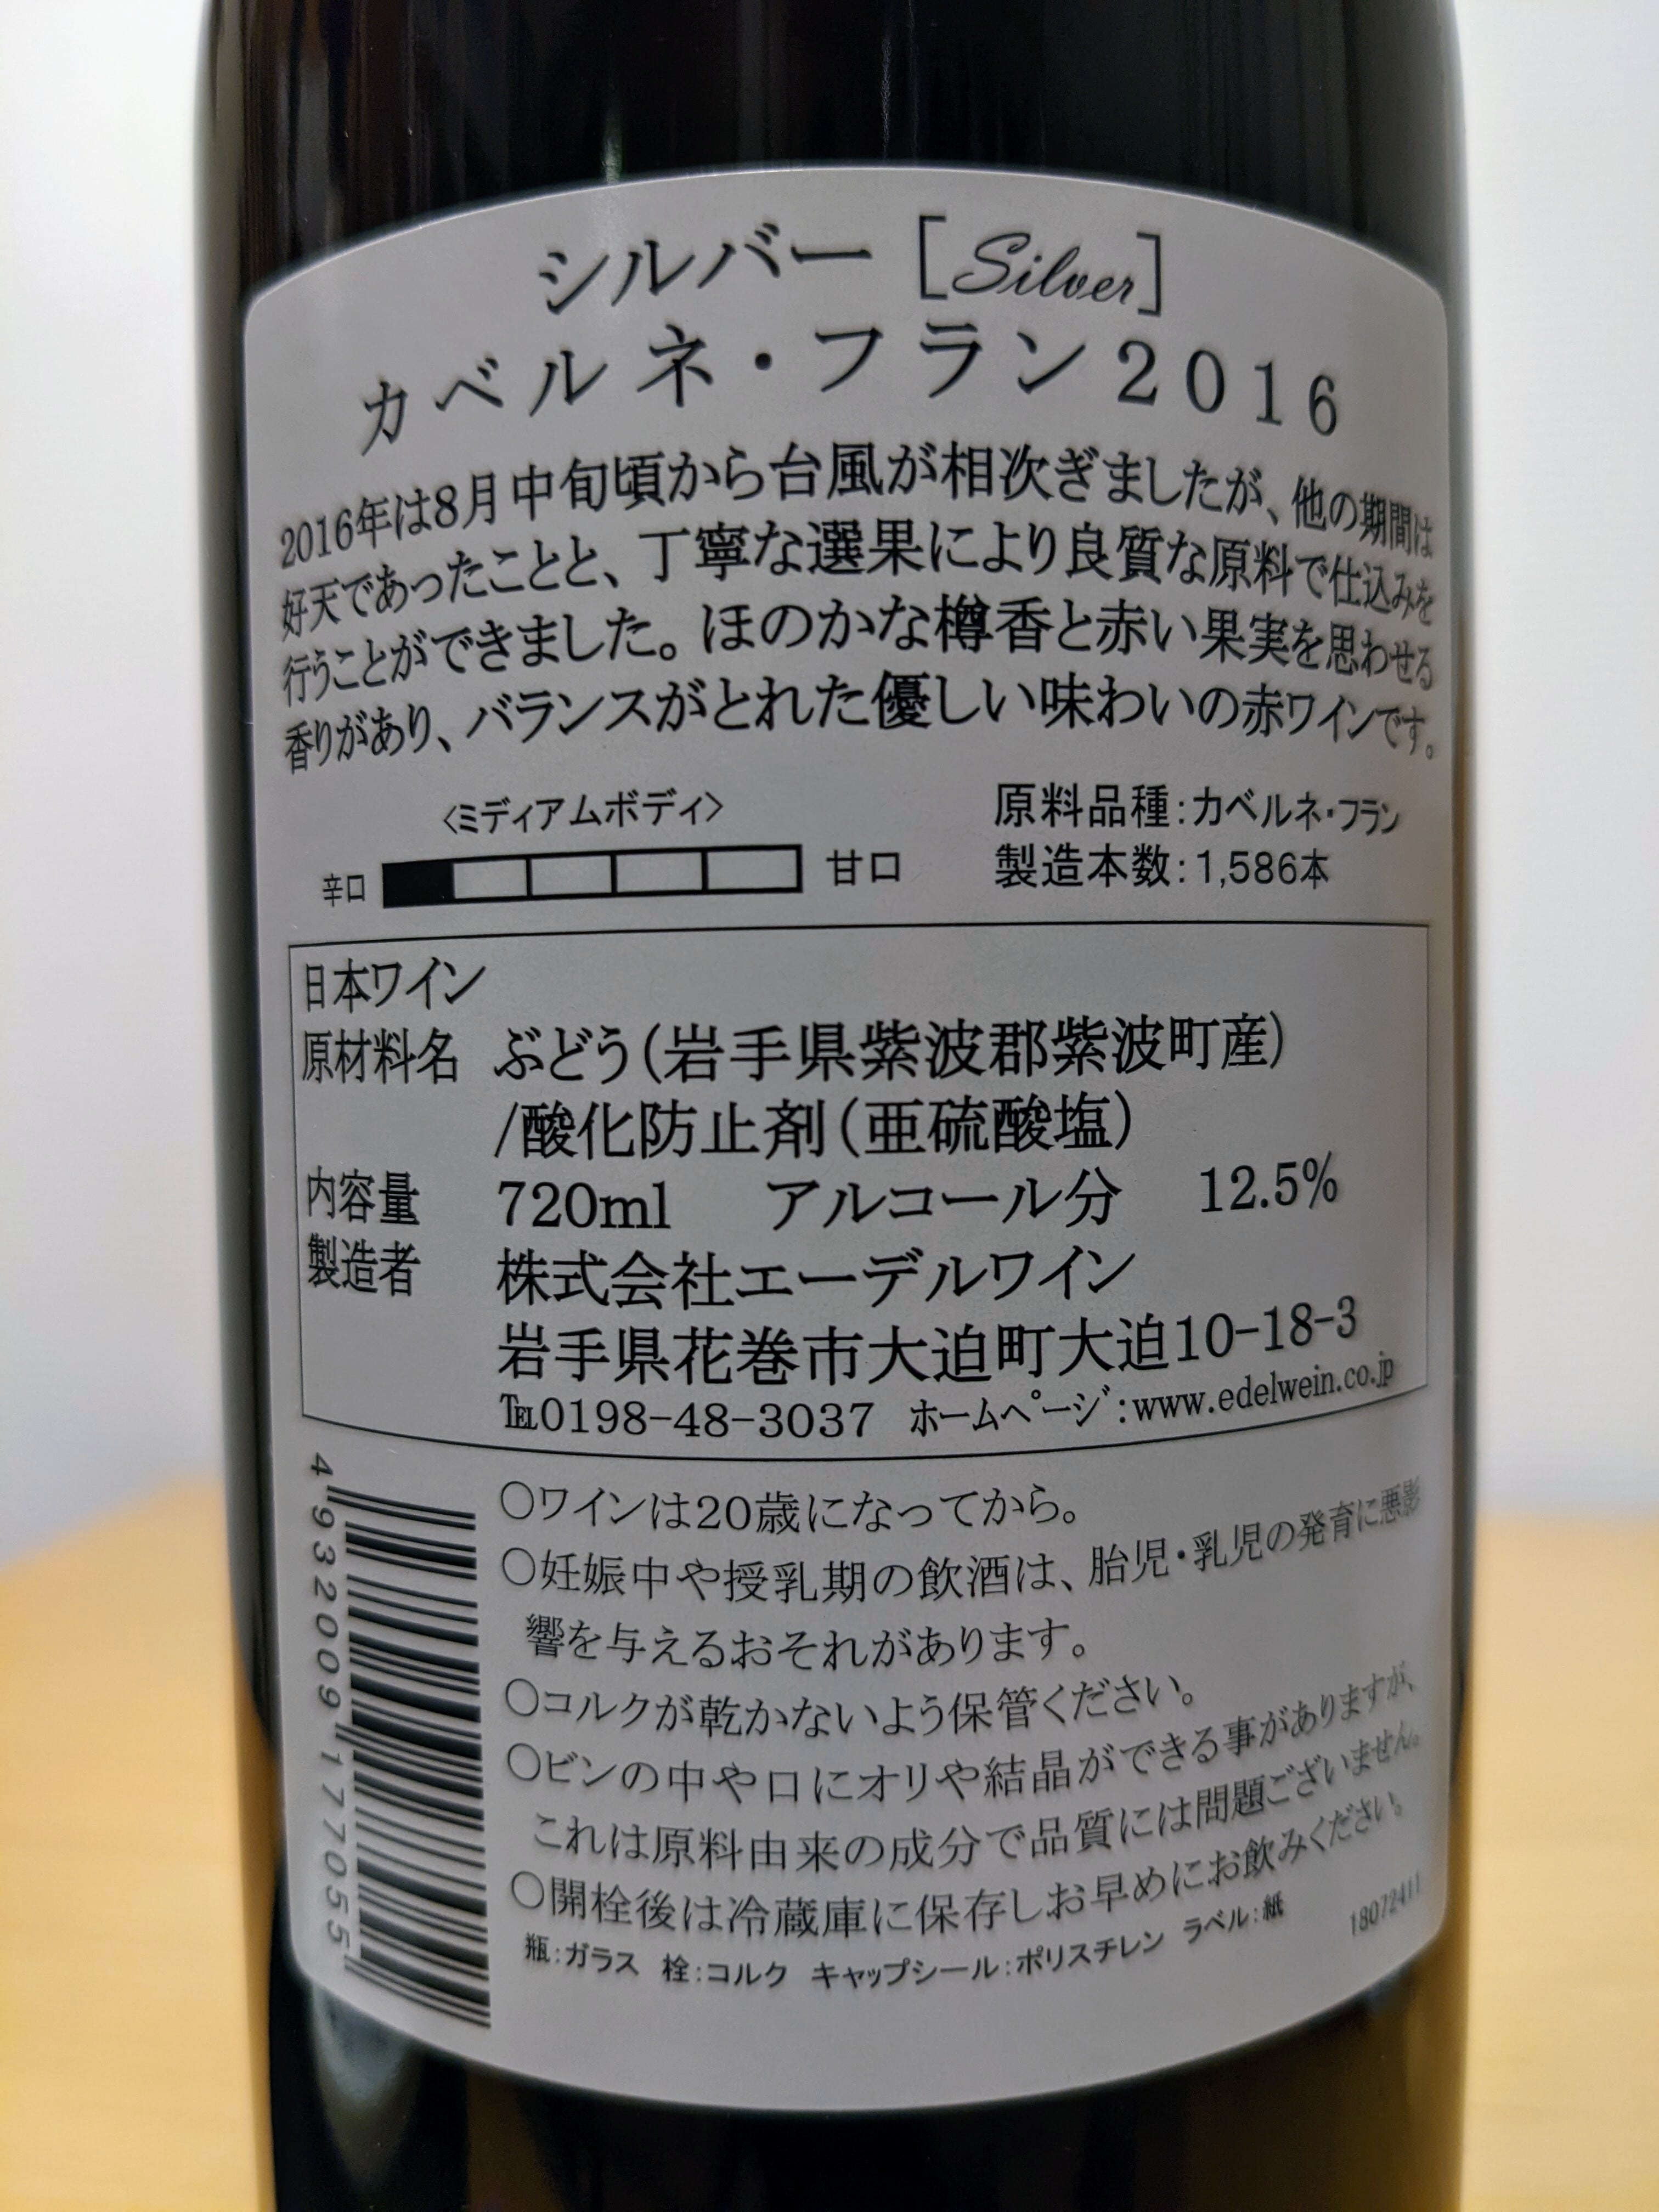 シルバー［Silver］
カベルネ・フラン2016
2016年は8月中旬頃から台風が相次ぎましたが、他の期間は
好天であったことと、丁寧な選果により良質な原料で仕込みを
行うことができました。ほのかな樽香と赤い果実を思わせる
香りがあり、バランスがとれた優しい味わいの赤ワインです。
〈ミディアムボディ〉
辛口 甘口
原料品種:カベルネ・フラン
製造本数:1,586本
日本ワイン
原材料名 ぶどう(岩手県紫波郡紫波町産)
/酸化防止剤(亜硫酸塩)
内容量 720ml アルコール分 12.5%
製造者 株式会社エーデルワイン
岩手県花巻市大迫町大迫10-18-3
℡0198-48-3037 ホームページ:www.edelwein.co.jp
4932009177055
○ワインは20歳になってから。
○妊娠中や授乳期の飲酒は、胎児・乳児の発育に悪影
響を与えるおそれがあります。
○コルクが乾かないよう保管ください。
○ビンの中や口にオリや結晶ができる事がありますが、
これは原料由来の成分で品質には問題ございません。
○開栓後は冷蔵庫に保存しお早めにお飲みください。
瓶:ガラス 栓:コルク キャップシール:ポリスチレン ラベル:紙
18072411